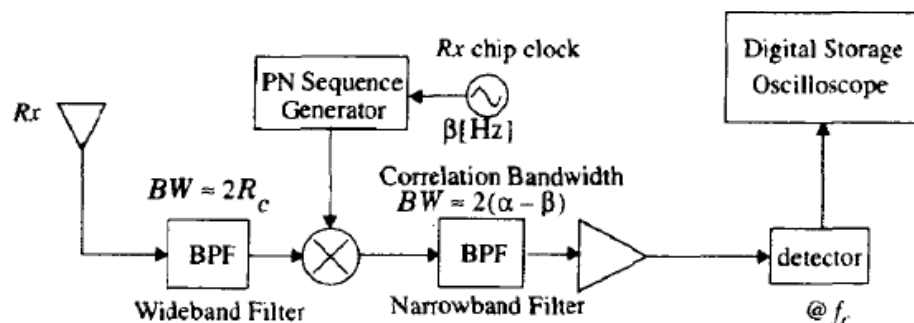 Rx
PN Sequence
Generator
Rx chip clock
β[Hz]
Digital Storage
Oscilloscope
BW ≈ 2R_c
BPF
Wideband Filter
Correlation Bandwidth
BW ≈ 2(α − β)
BPF
Narrowband Filter
detector
@ f_c